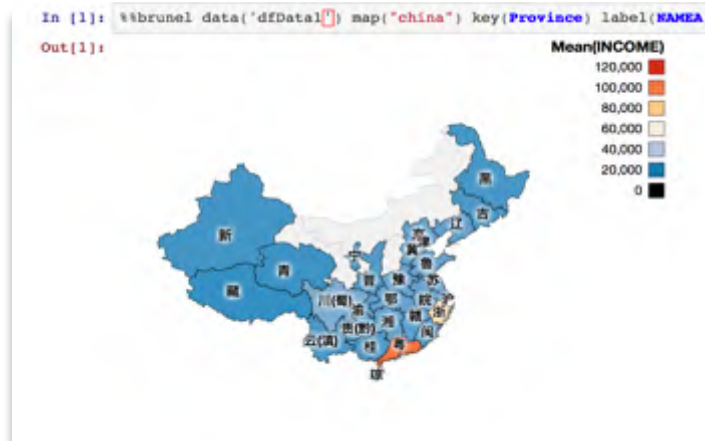 In [1]: %%brunel data('dfData1') map("china") key(Province) label(NAMEA
Out[1]:
Mean(INCOME)
120,000
100,000
80,000
60,000
40,000
20,000
0
黑
吉
辽
新
京
津
宁
冀
青
鲁
晋
豫
苏
藏
川(蜀)
鄂
皖
沪
渝
浙
贵(黔)
湘
赣
云(滇)
闽
桂
粤
琼